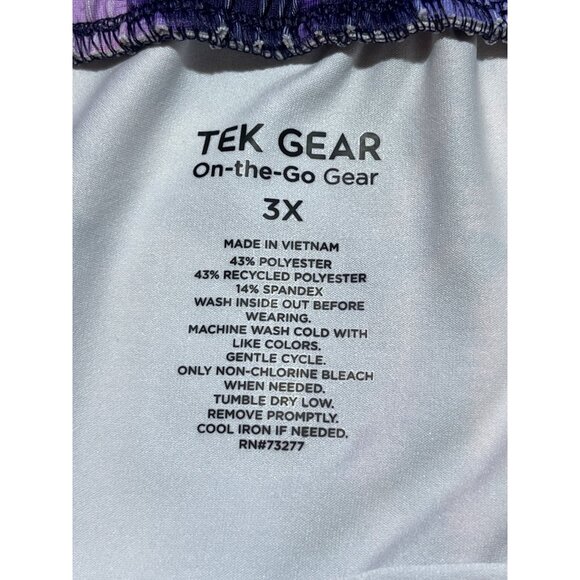 TEK GEAR
On-the-Go Gear
3X
MADE IN VIETNAM
43% POLYESTER
43% RECYCLED POLYESTER
14% SPANDEX
WASH INSIDE OUT BEFORE
WEARING.
MACHINE WASH COLD WITH
LIKE COLORS.
GENTLE CYCLE.
ONLY NON-CHLORINE BLEACH
WHEN NEEDED.
TUMBLE DRY LOW.
REMOVE PROMPTLY.
COOL IRON IF NEEDED.
RN#73277